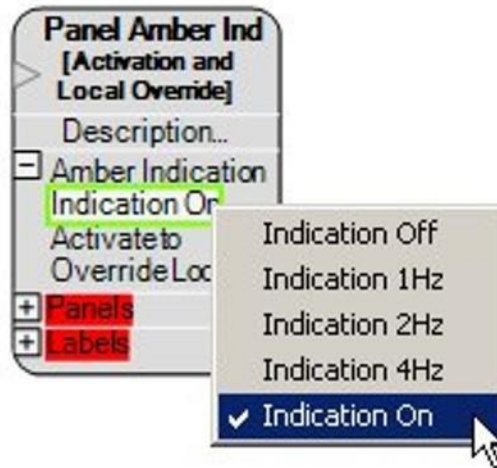 Panel Amber Ind
[Activation and
Local Override]
Description...
Amber Indication
Indication On
Activate to
Override Loc
Panels
Labels
Indication Off
Indication 1Hz
Indication 2Hz
Indication 4Hz
Indication On